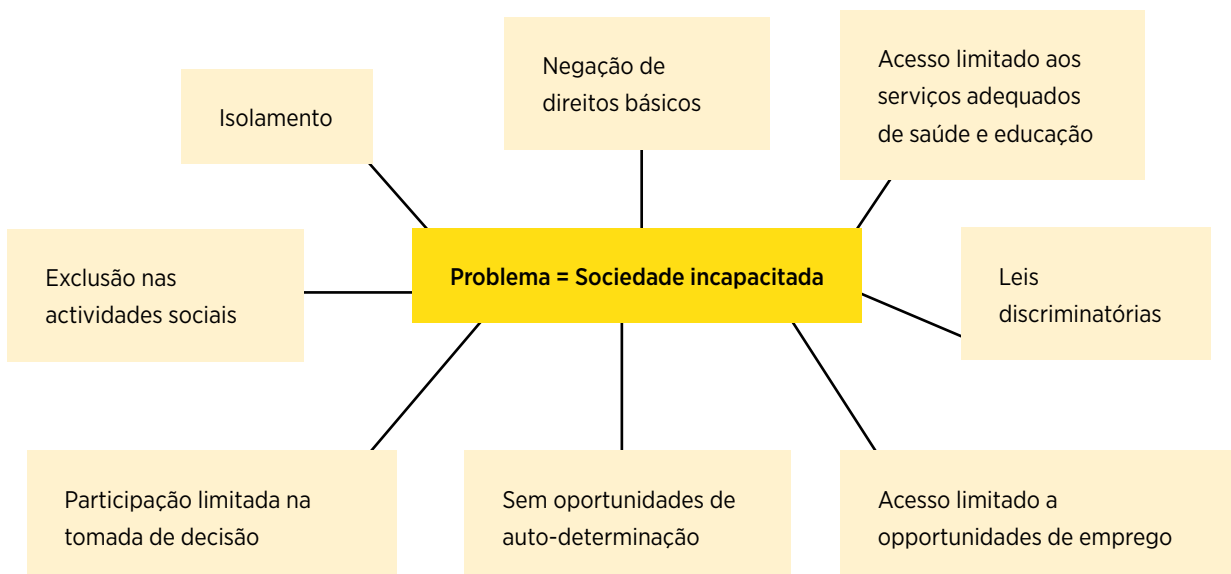 Isolamento
Negação de
direitos básicos
Acesso limitado aos
serviços adequados
de saúde e educação
Exclusão nas
actividades sociais
Problema = Sociedade incapacitada
Leis
discriminatórias
Participação limitada na
tomada de decisão
Sem oportunidades de
auto-determinação
Acesso limitado a
opportunidades de emprego